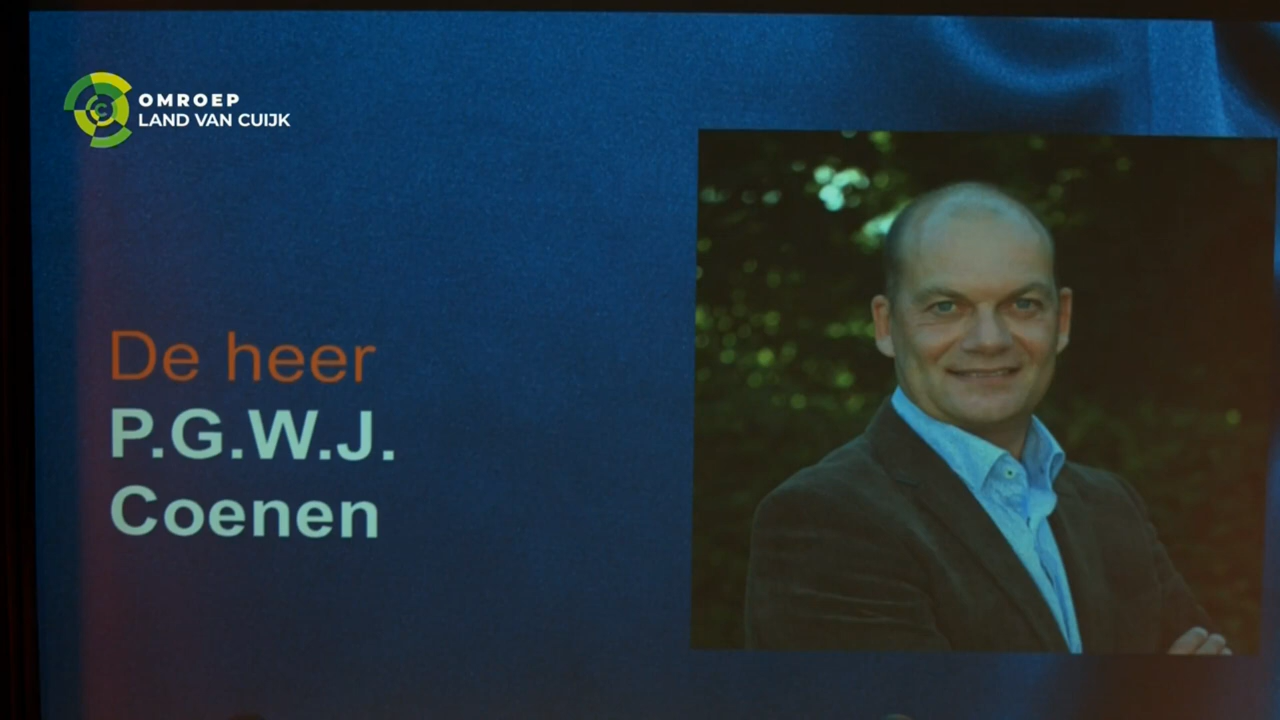 OMROEP
LAND VAN CUIJK
De heer
P.G.W.J.
Coenen